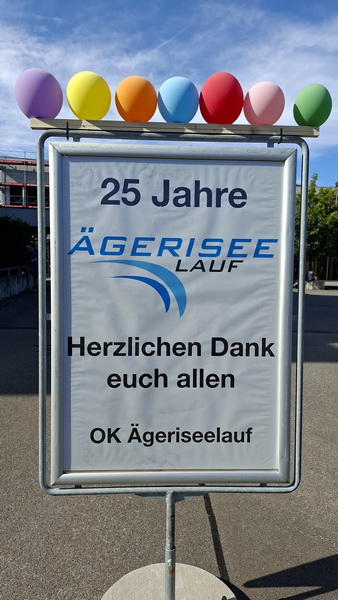 25 Jahre
ÄGERISEE
LAUF
Herzlichen Dank
euch allen
OK Ägeriseelauf